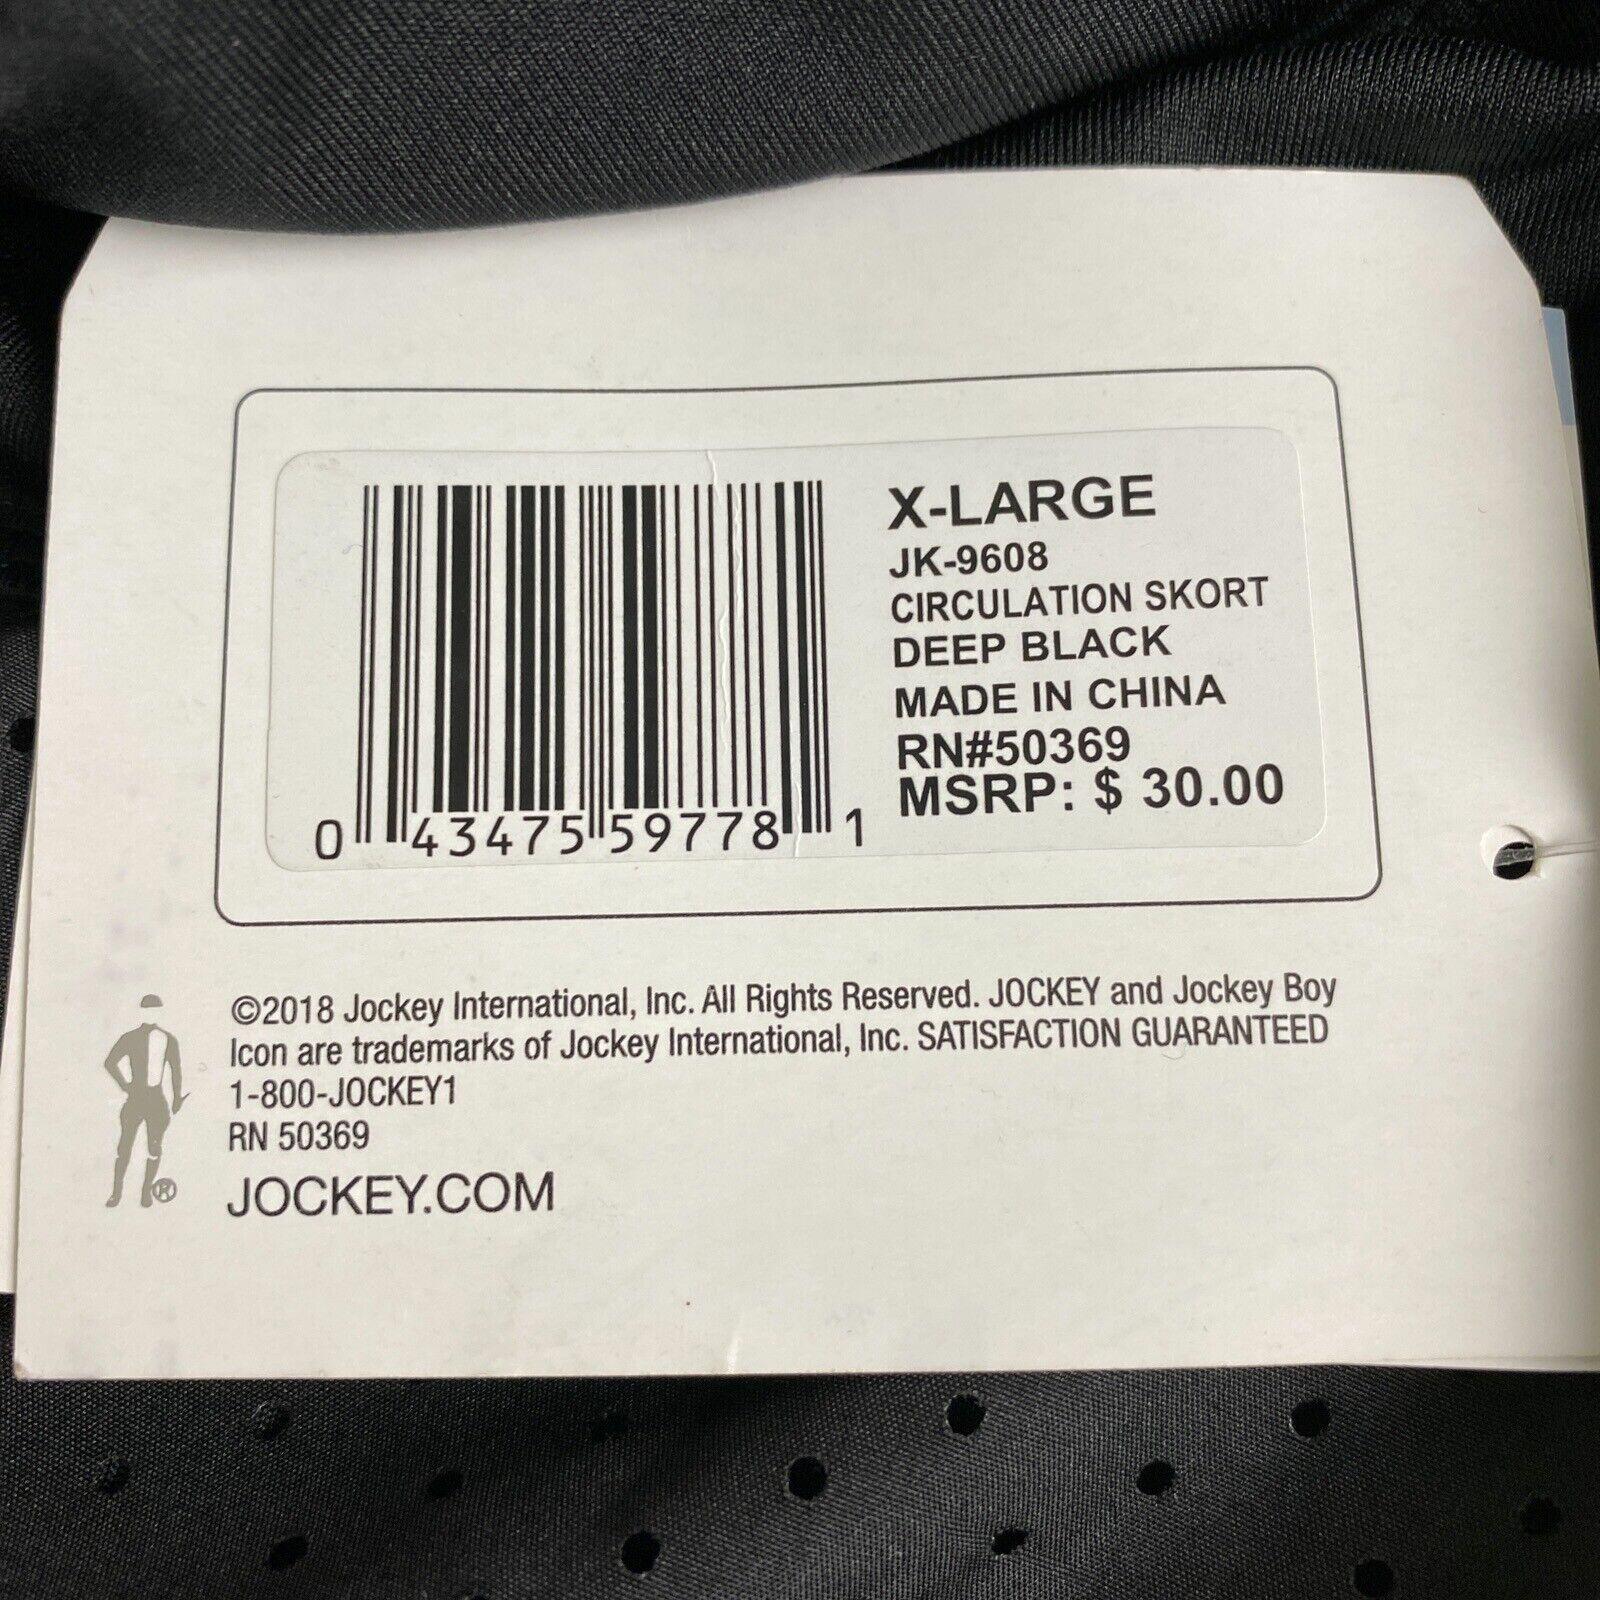 X-LARGE
JK-9608
CIRCULATION SKORT
DEEP BLACK
MADE IN CHINA
RN#50369
MSRP: $ 30.00
0 43475 59778 1
©2018 Jockey International, Inc. All Rights Reserved. JOCKEY and Jockey Boy
Icon are trademarks of Jockey International, Inc. SATISFACTION GUARANTEED
1-800-JOCKEY1
RN 50369
®
JOCKEY.COM